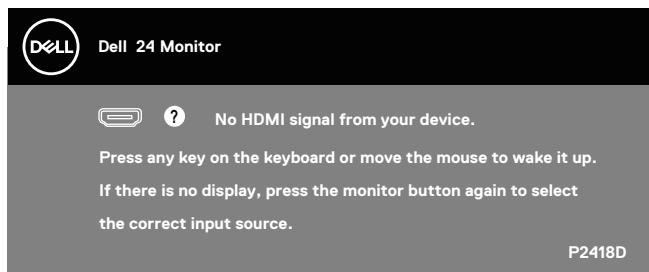 DELL Dell 24 Monitor
? No HDMI signal from your device.
Press any key on the keyboard or move the mouse to wake it up.
If there is no display, press the monitor button again to select
the correct input source.
P2418D